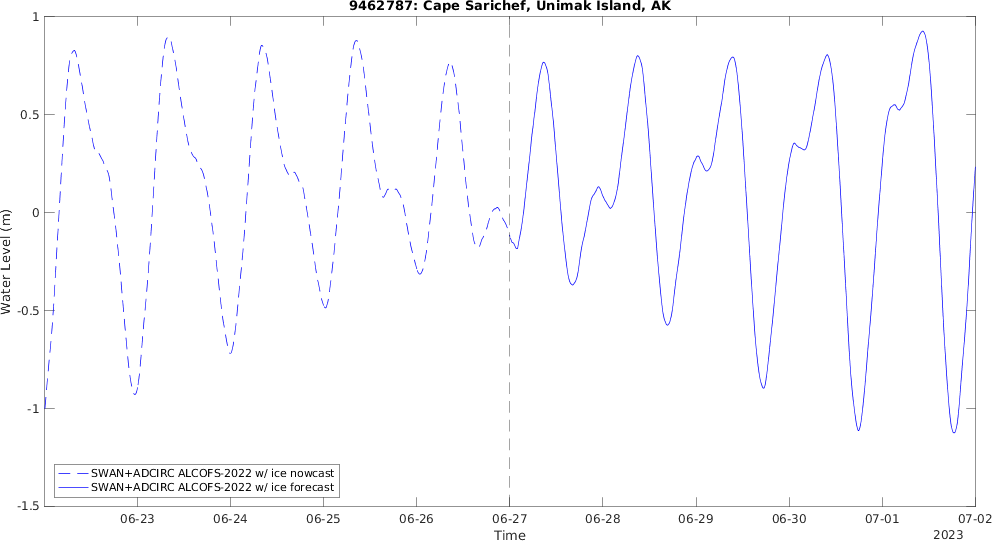 9462787: Cape Sarichef, Unimak Island, AK
1
0.5
0
-0.5
-1
-1.5
Water Level (m)
SWAN+ADCIRC ALCOFS-2022 w/ ice nowcast
SWAN+ADCIRC ALCOFS-2022 w/ ice forecast
06-23 06-24 06-25 06-26 06-27 06-28 06-29 06-30 07-01 07-02
Time
2023